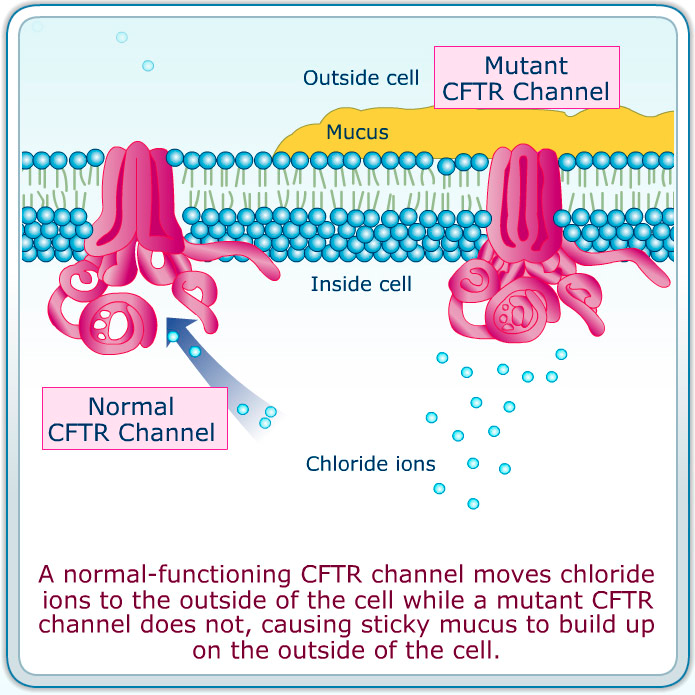 Outside cell
Mutant
CFTR Channel
Mucus
Inside cell
Normal
CFTR Channel
Chloride ions
A normal-functioning CFTR channel moves chloride
ions to the outside of the cell while a mutant CFTR
channel does not, causing sticky mucus to build up
on the outside of the cell.